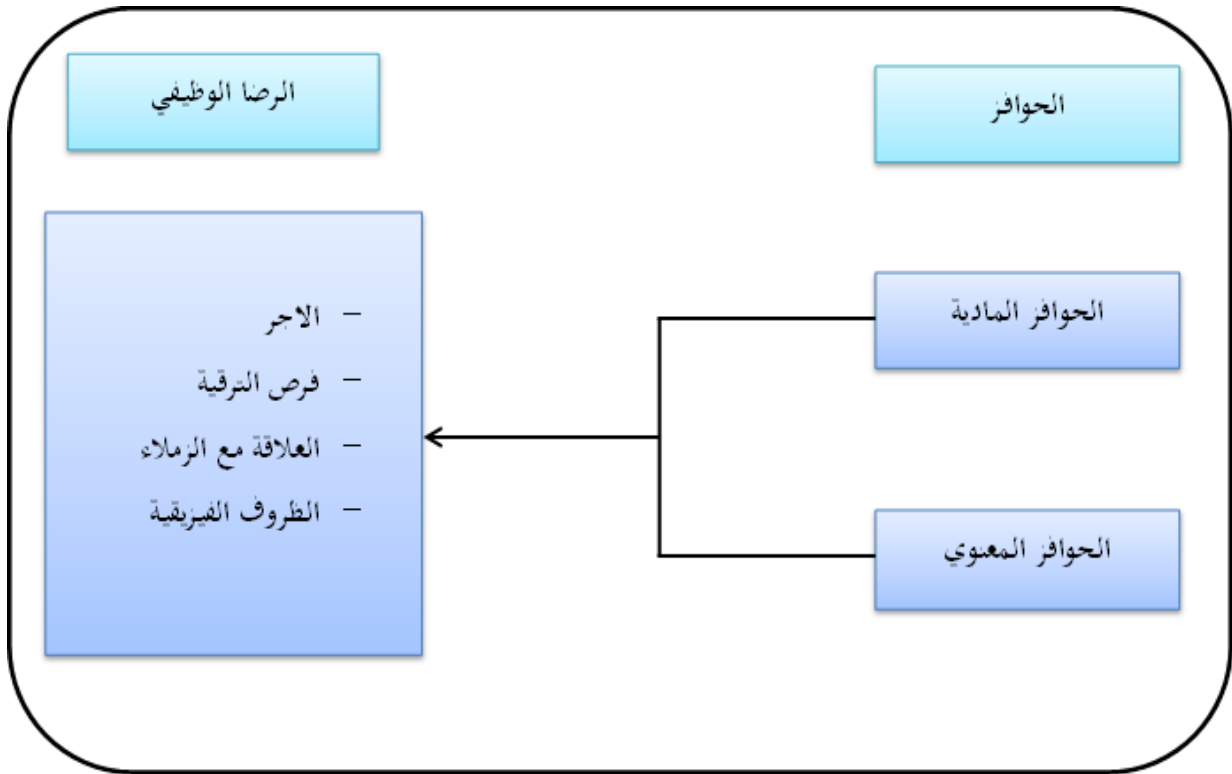 الحوافز
الرضا الوظيفي
الحوافز المادية
الحوافز المعنوي
– الاجر
– فرص الترقية
– العلاقة مع الزملاء
– الظروف الفيزيقية